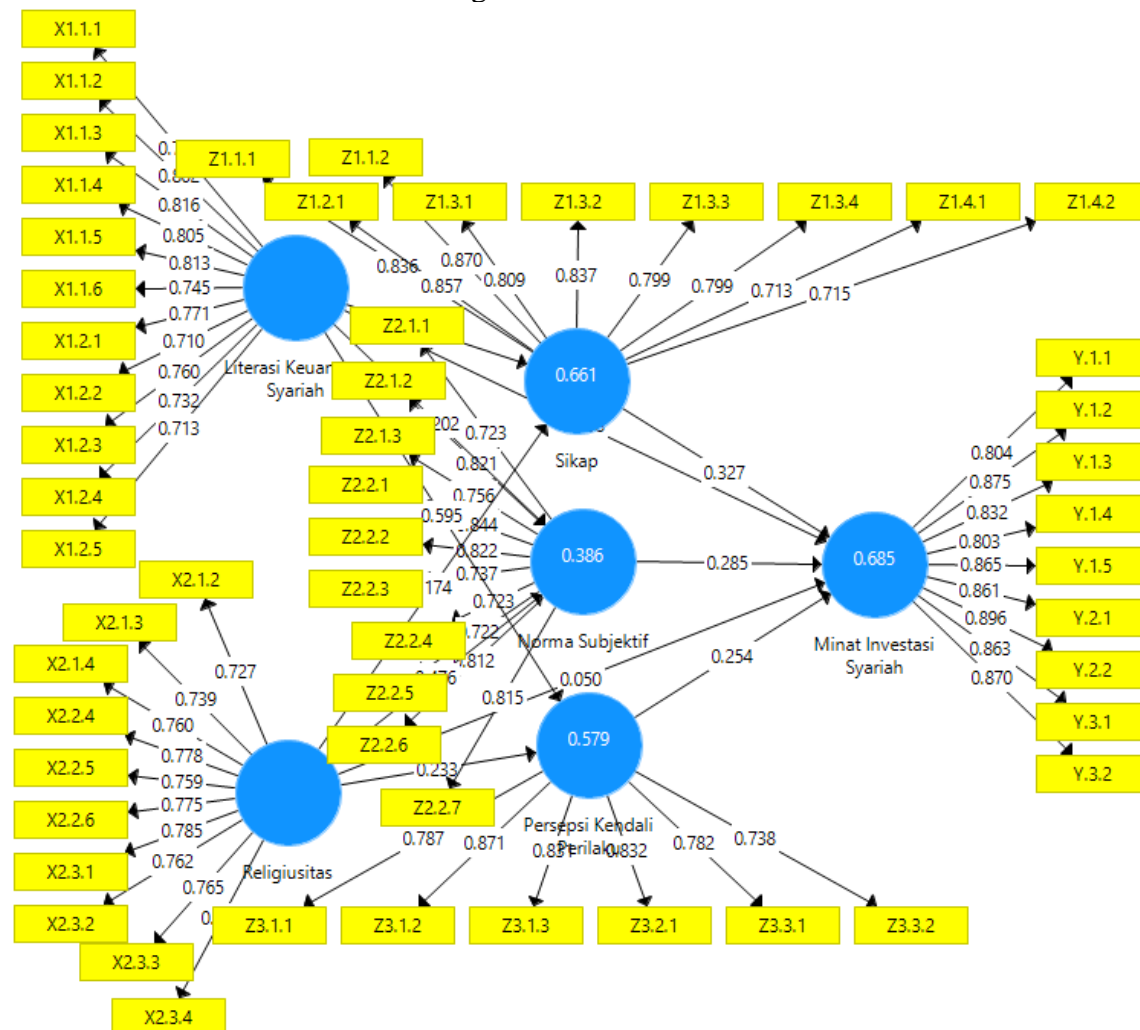 X1.1.1
X1.1.2
X1.1.3
X1.1.4
X1.1.5
X1.1.6
X1.2.1
X1.2.2
X1.2.3
X1.2.4
X1.2.5
0.816
0.805
0.813
0.745
0.771
0.710
0.760
0.732
0.713
Syariah
Z1.1.1
Z1.1.2
Z1.2.1
Z1.3.1
Z1.3.2
Z1.3.3
Z1.3.4
Z1.4.1
Z1.4.2
0.836
0.857
0.870
0.809
0.837
0.799
0.799
0.713
0.715
0.661
Sikap
Z2.1.1
Z2.1.2
Z2.1.3
Z2.2.1
Z2.2.2
Z2.2.3
Z2.2.4
Z2.2.5
Z2.2.6
Z2.2.7
0.723
0.821
0.756
0.595
0.822
0.737
0.723
0.722
0.812
0.815
0.386
Norma Subjektif
0.327
0.285
0.254
0.050
0.233
X2.1.2
X2.1.3
X2.1.4
X2.2.4
X2.2.5
X2.2.6
X2.3.1
X2.3.2
X2.3.3
X2.3.4
0.727
0.739
0.760
0.778
0.759
0.775
0.785
0.762
0.765
Religiusitas
0.579
Persepsi Kendali
Perilaku
0.787
0.871
0.832
0.782
0.738
Z3.1.1
Z3.1.2
Z3.1.3
Z3.2.1
Z3.3.1
Z3.3.2
0.685
Minat Investasi
Syariah
0.804
0.875
0.832
0.803
0.865
0.861
0.896
0.863
0.870
Y.1.1
Y.1.2
Y.1.3
Y.1.4
Y.1.5
Y.2.1
Y.2.2
Y.3.1
Y.3.2